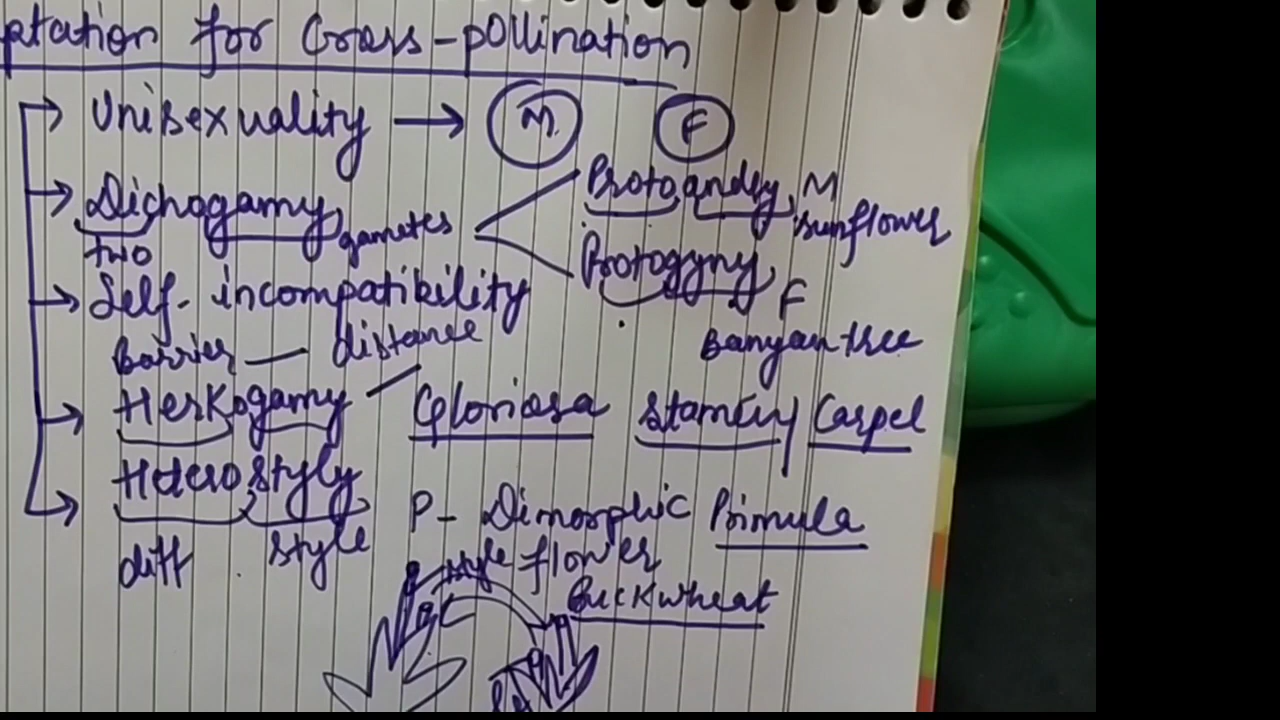 ptation for Cross-pollination
Unisexuality → M F
Dichogamy Protoandry, M
two gametes sunflower
Protogyny, F
Self-incompatibility
Banyan tree
Barrier — distance
Herkogamy Gloriosa stamen/ Carpel
Heterostyly
P- Dimorphic Primula
diff style style flower
Buckwheat